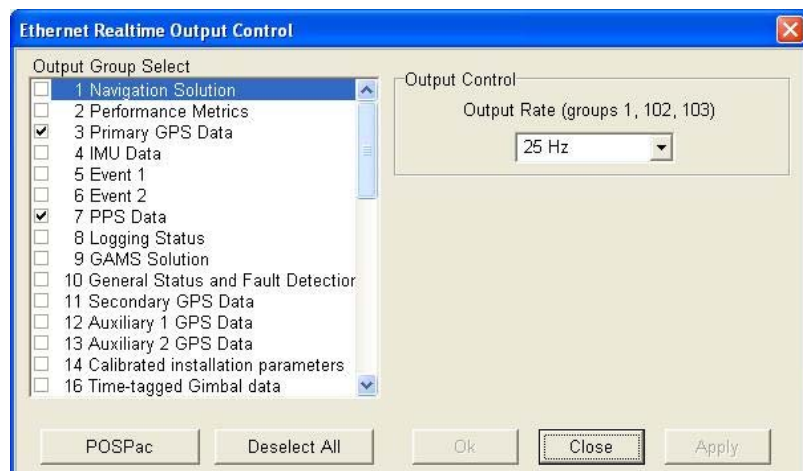 Ethernet Realtime Output Control
Output Group Select
1 Navigation Solution
2 Performance Metrics
3 Primary GPS Data
4 IMU Data
5 Event 1
6 Event 2
7 PPS Data
8 Logging Status
9 GAMS Solution
10 General Status and Fault Detection
11 Secondary GPS Data
12 Auxiliary 1 GPS Data
13 Auxiliary 2 GPS Data
14 Calibrated installation parameters
16 Time-tagged Gimbal data
Output Control
Output Rate (groups 1, 102, 103)
25 Hz
POSPac
Deselect All
Ok
Close
Apply